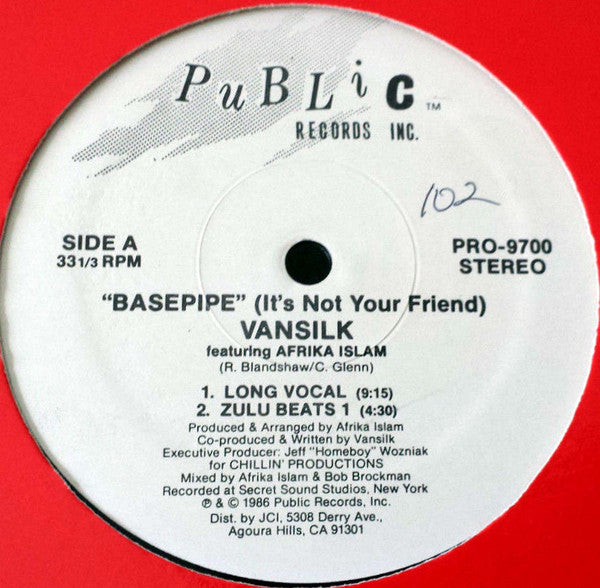 PuBLiC™
RECORDS INC.
102
SIDE A
33 1/3 RPM
PRO-9700
STEREO
"BASEPIPE" (It's Not Your Friend)
VANSILK
featuring AFRIKA ISLAM
(R. Blandshaw/C. Glenn)
1. LONG VOCAL (9:15)
2. ZULU BEATS 1 (4:30)
Produced & Arranged by Afrika Islam
Co-produced & Written by Vansilk
Executive Producer: Jeff "Homeboy" Wozniak
for CHILLIN' PRODUCTIONS
Mixed by Afrika Islam & Bob Brockman
Recorded at Secret Sound Studios, New York
℗ & © 1986 Public Records, Inc.
Dist. by JCI, 5308 Derry Ave.,
Agoura Hills, CA 91301